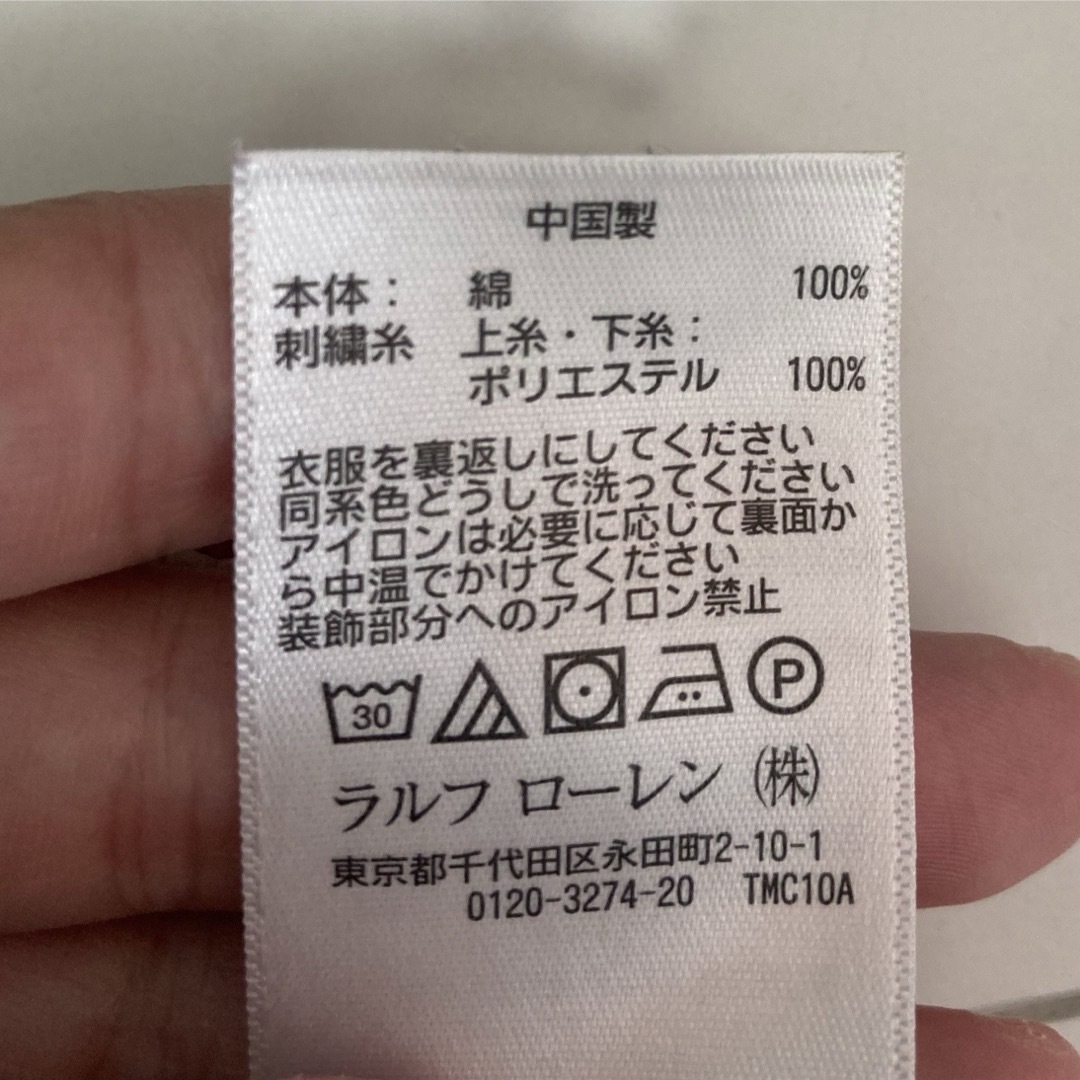 中国製
本体： 綿 100%
刺繍糸 上糸・下糸：
ポリエステル 100%
衣服を裏返しにしてください
同系色どうしで洗ってください
アイロンは必要に応じて裏面か
ら中温でかけてください
装飾部分へのアイロン禁止
30 P
ラルフ ローレン ㈱
東京都千代田区永田町2-10-1
0120-3274-20 TMC10A